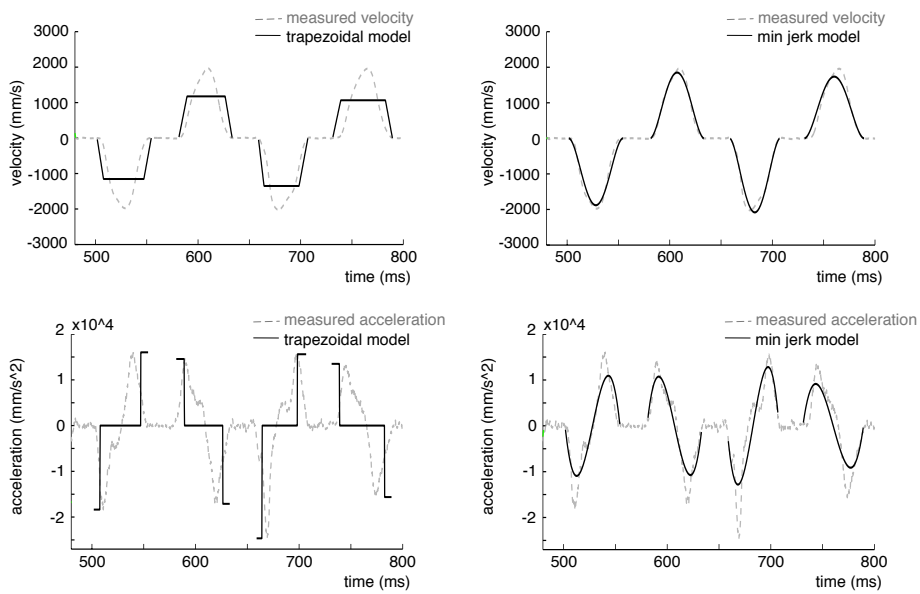 measured velocity
trapezoidal model
3000
2000
1000
0
-1000
-2000
-3000
velocity (mm/s)
500
600
700
800
time (ms)
measured velocity
min jerk model
3000
2000
1000
0
-1000
-2000
-3000
velocity (mm/s)
500
600
700
800
time (ms)
measured acceleration
trapezoidal model
x10^4
2
1
0
-1
-2
acceleration (mm/s^2)
500
600
700
800
time (ms)
measured acceleration
min jerk model
x10^4
2
1
0
-1
-2
acceleration (mm/s^2)
500
600
700
800
time (ms)